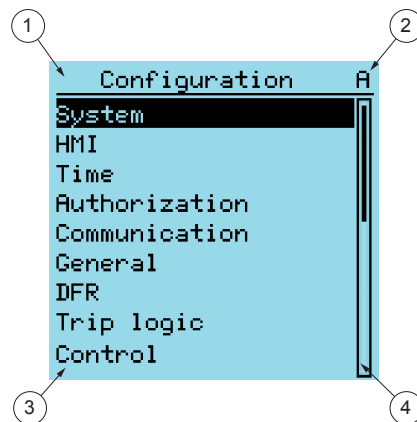 1 2
Configuration A
System
HMI
Time
Authorization
Communication
General
DFR
Trip logic
Control
3 4